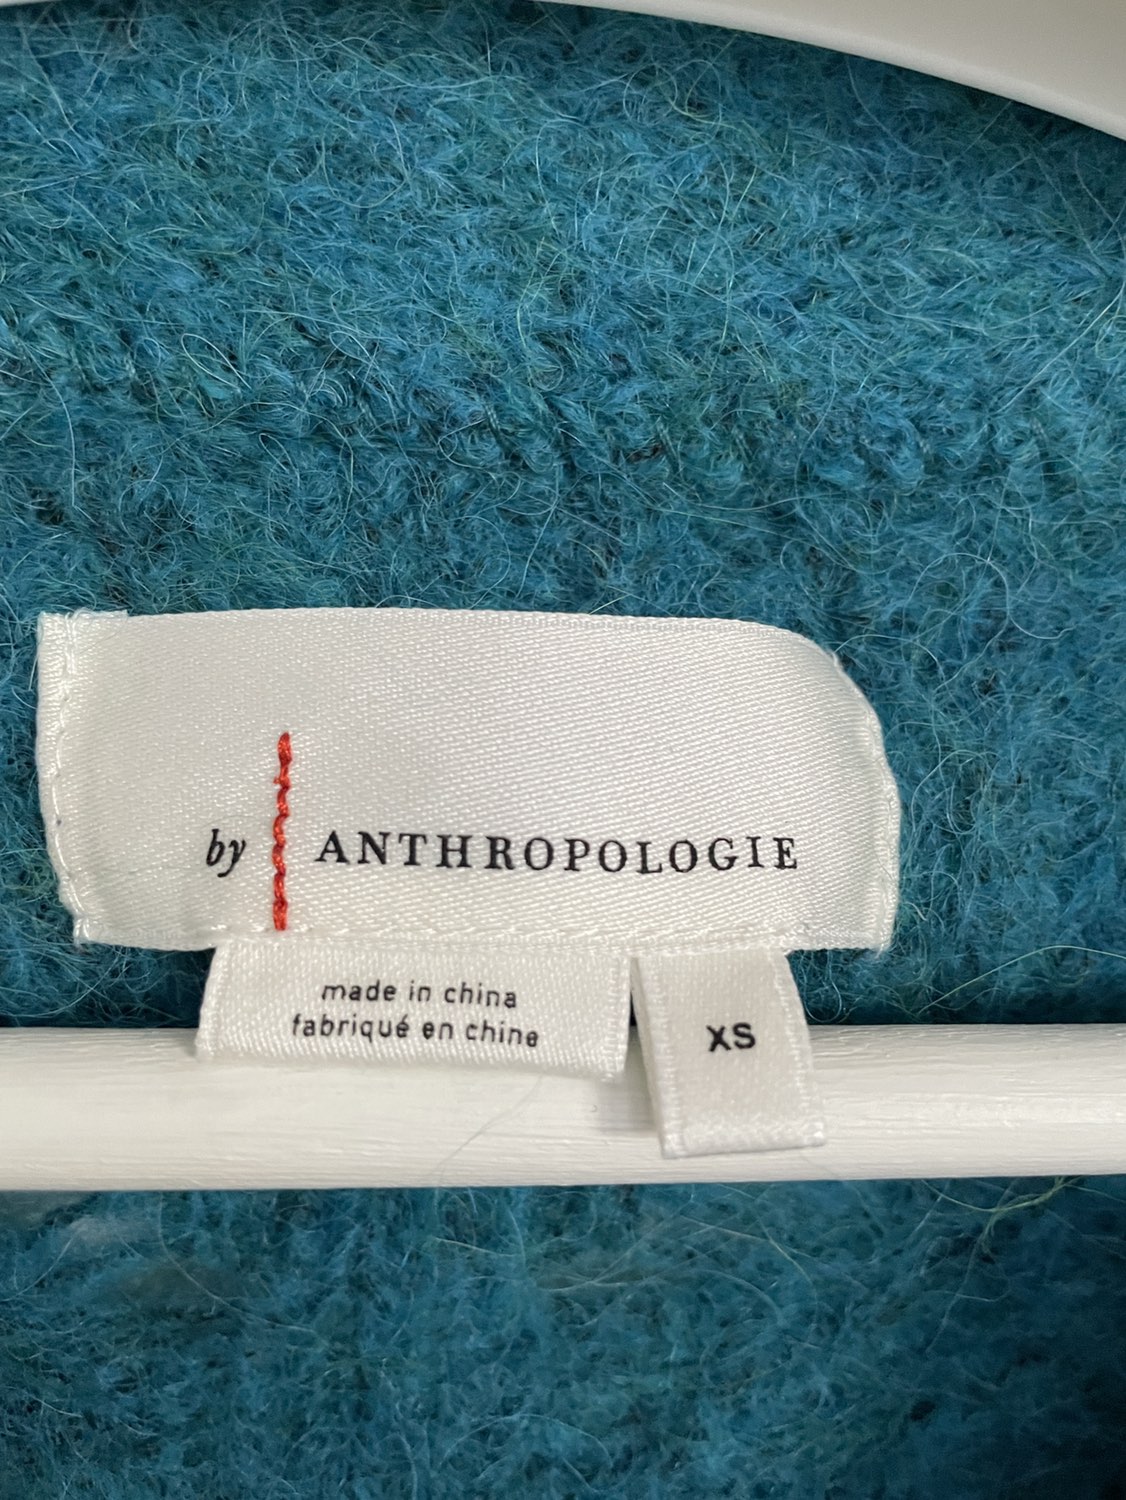 by ANTHROPOLOGIE
made in china
fabriqué en chine
XS